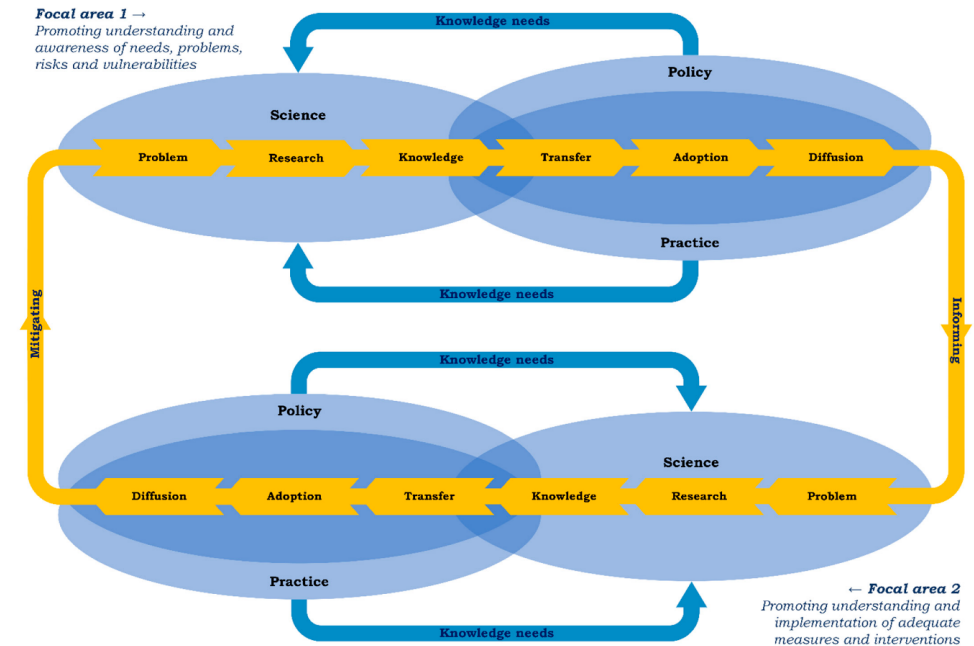 Focal area 1 →
Promoting understanding and
awareness of needs, problems,
risks and vulnerabilities
Knowledge needs
Policy
Science
Problem
Research
Knowledge
Transfer
Adoption
Diffusion
Practice
Knowledge needs
Mitigating
Informing
Knowledge needs
Policy
Science
Diffusion
Adoption
Transfer
Knowledge
Research
Problem
Practice
Knowledge needs
← Focal area 2
Promoting understanding and
implementation of adequate
measures and interventions